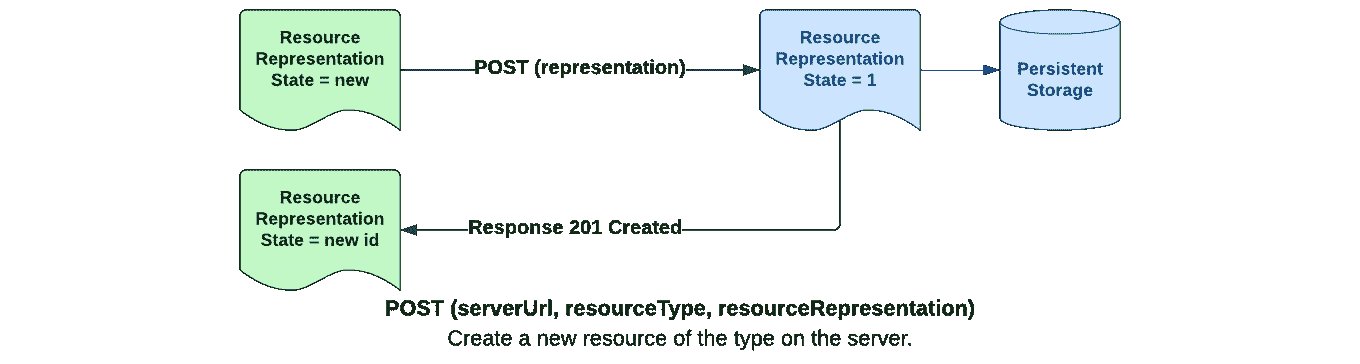 Resource
Representation
State = new
POST (representation)
Resource
Representation
State = 1
Persistent
Storage
Resource
Representation
State = new id
Response 201 Created
POST (serverUrl, resourceType, resourceRepresentation)
Create a new resource of the type on the server.